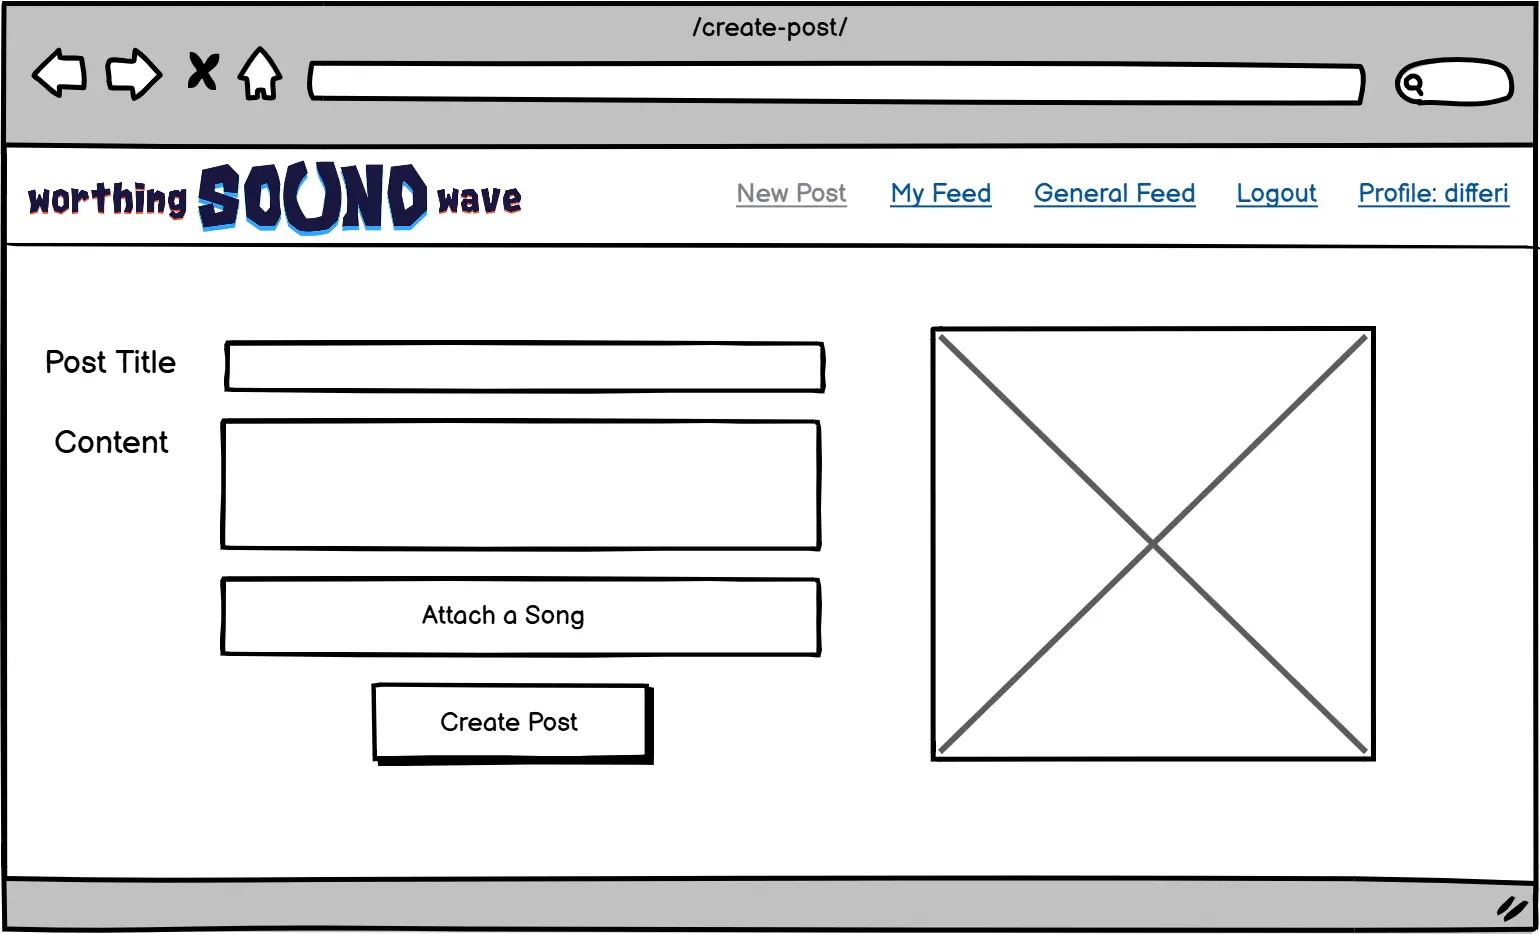 /create-post/
worthing SOUND wave
New Post My Feed General Feed Logout Profile: differi
Post Title
Content
Attach a Song
Create Post